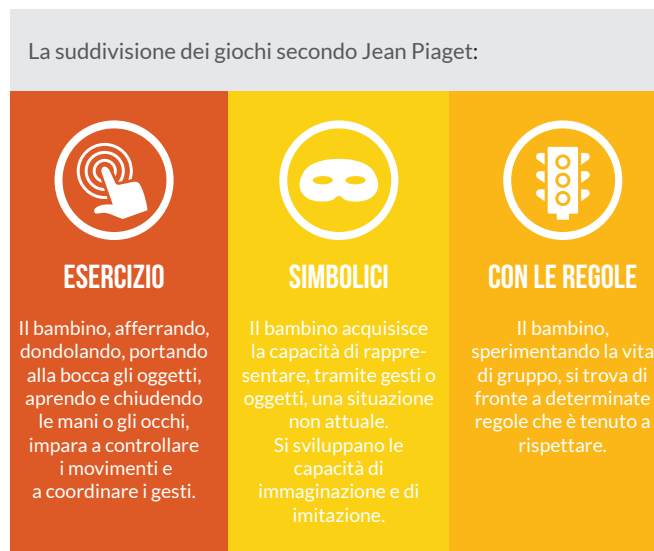 La suddivisione dei giochi secondo Jean Piaget:
ESERCIZIO
Il bambino, afferrando,
dondolando, portando
alla bocca gli oggetti,
aprendo e chiudendo
le mani o gli occhi,
impara a controllare
i movimenti e
a coordinare i gesti.
SIMBOLICI
Il bambino acquisisce
la capacità di rappre-
sentare, tramite gesti o
oggetti, una situazione
non attuale.
Si sviluppano le
capacità di
immaginazione e di
imitazione.
CON LE REGOLE
Il bambino,
sperimentando la vita
di gruppo, si trova di
fronte a determinate
regole che è tenuto a
rispettare.